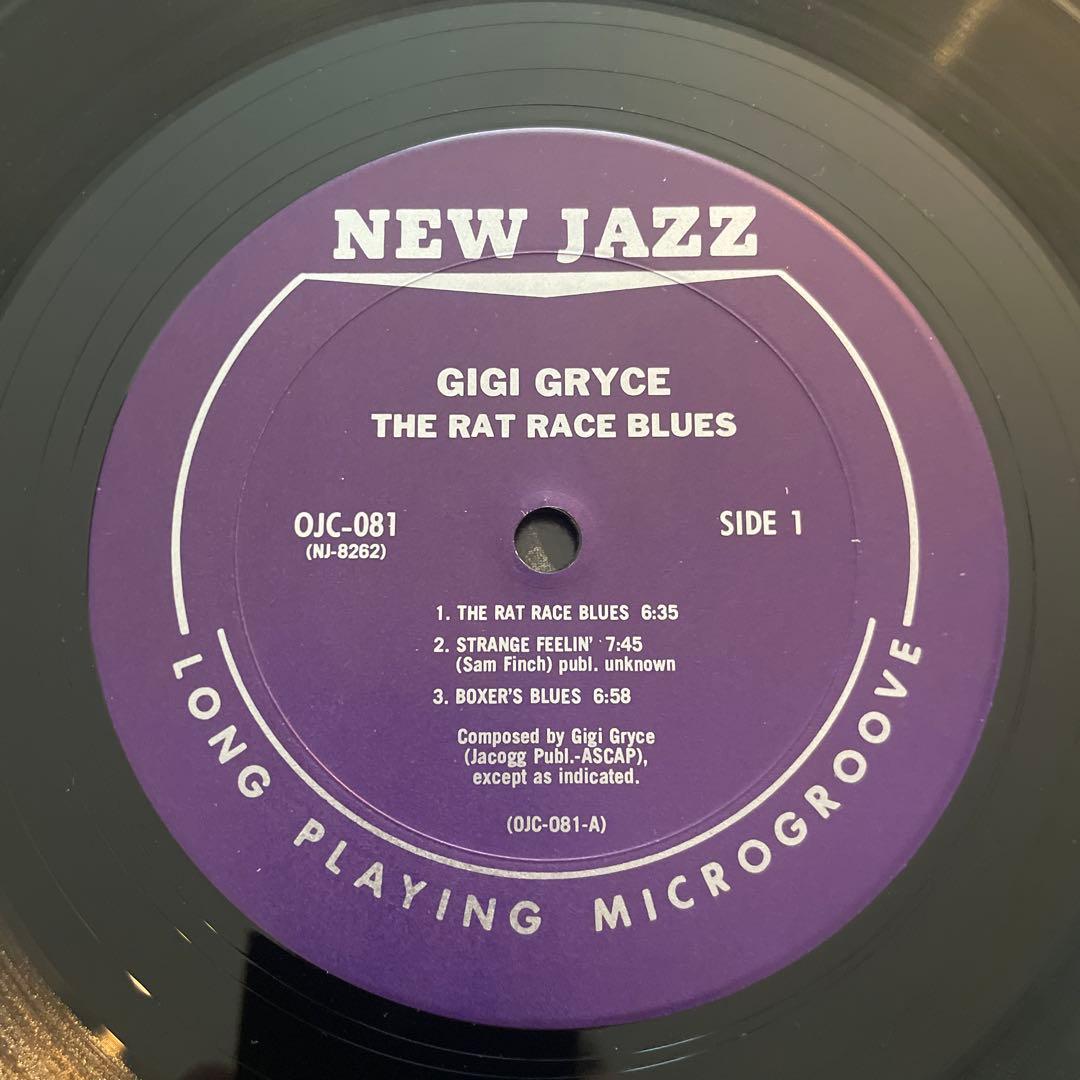 NEW JAZZ
GIGI GRYCE
THE RAT RACE BLUES
OJC-081
(NJ-8262)
SIDE 1
1. THE RAT RACE BLUES 6:35
2. STRANGE FEELIN' 7:45
(Sam Finch) publ. unknown
3. BOXER'S BLUES 6:58
Composed by Gigi Gryce
(Jacogg Publ.-ASCAP),
except as indicated.
(OJC-081-A)
LONG PLAYING MICROGROOVE